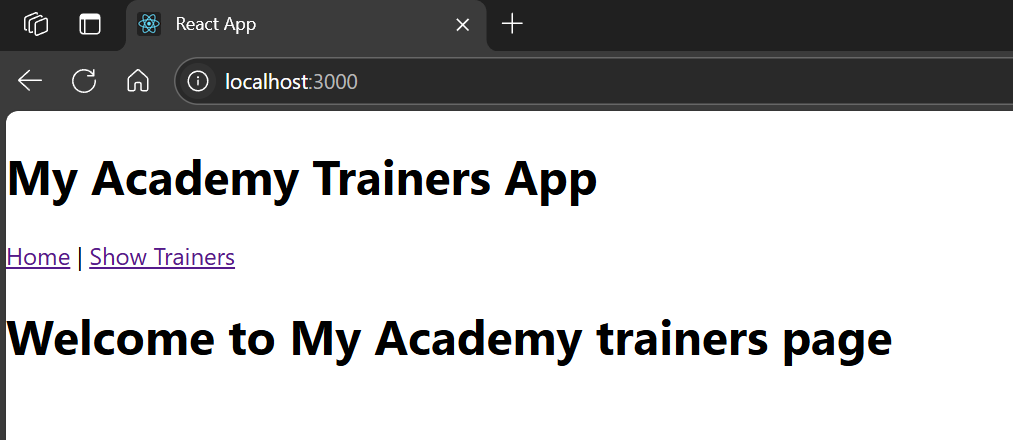 React App
localhost:3000
My Academy Trainers App
Home | Show Trainers
Welcome to My Academy trainers page